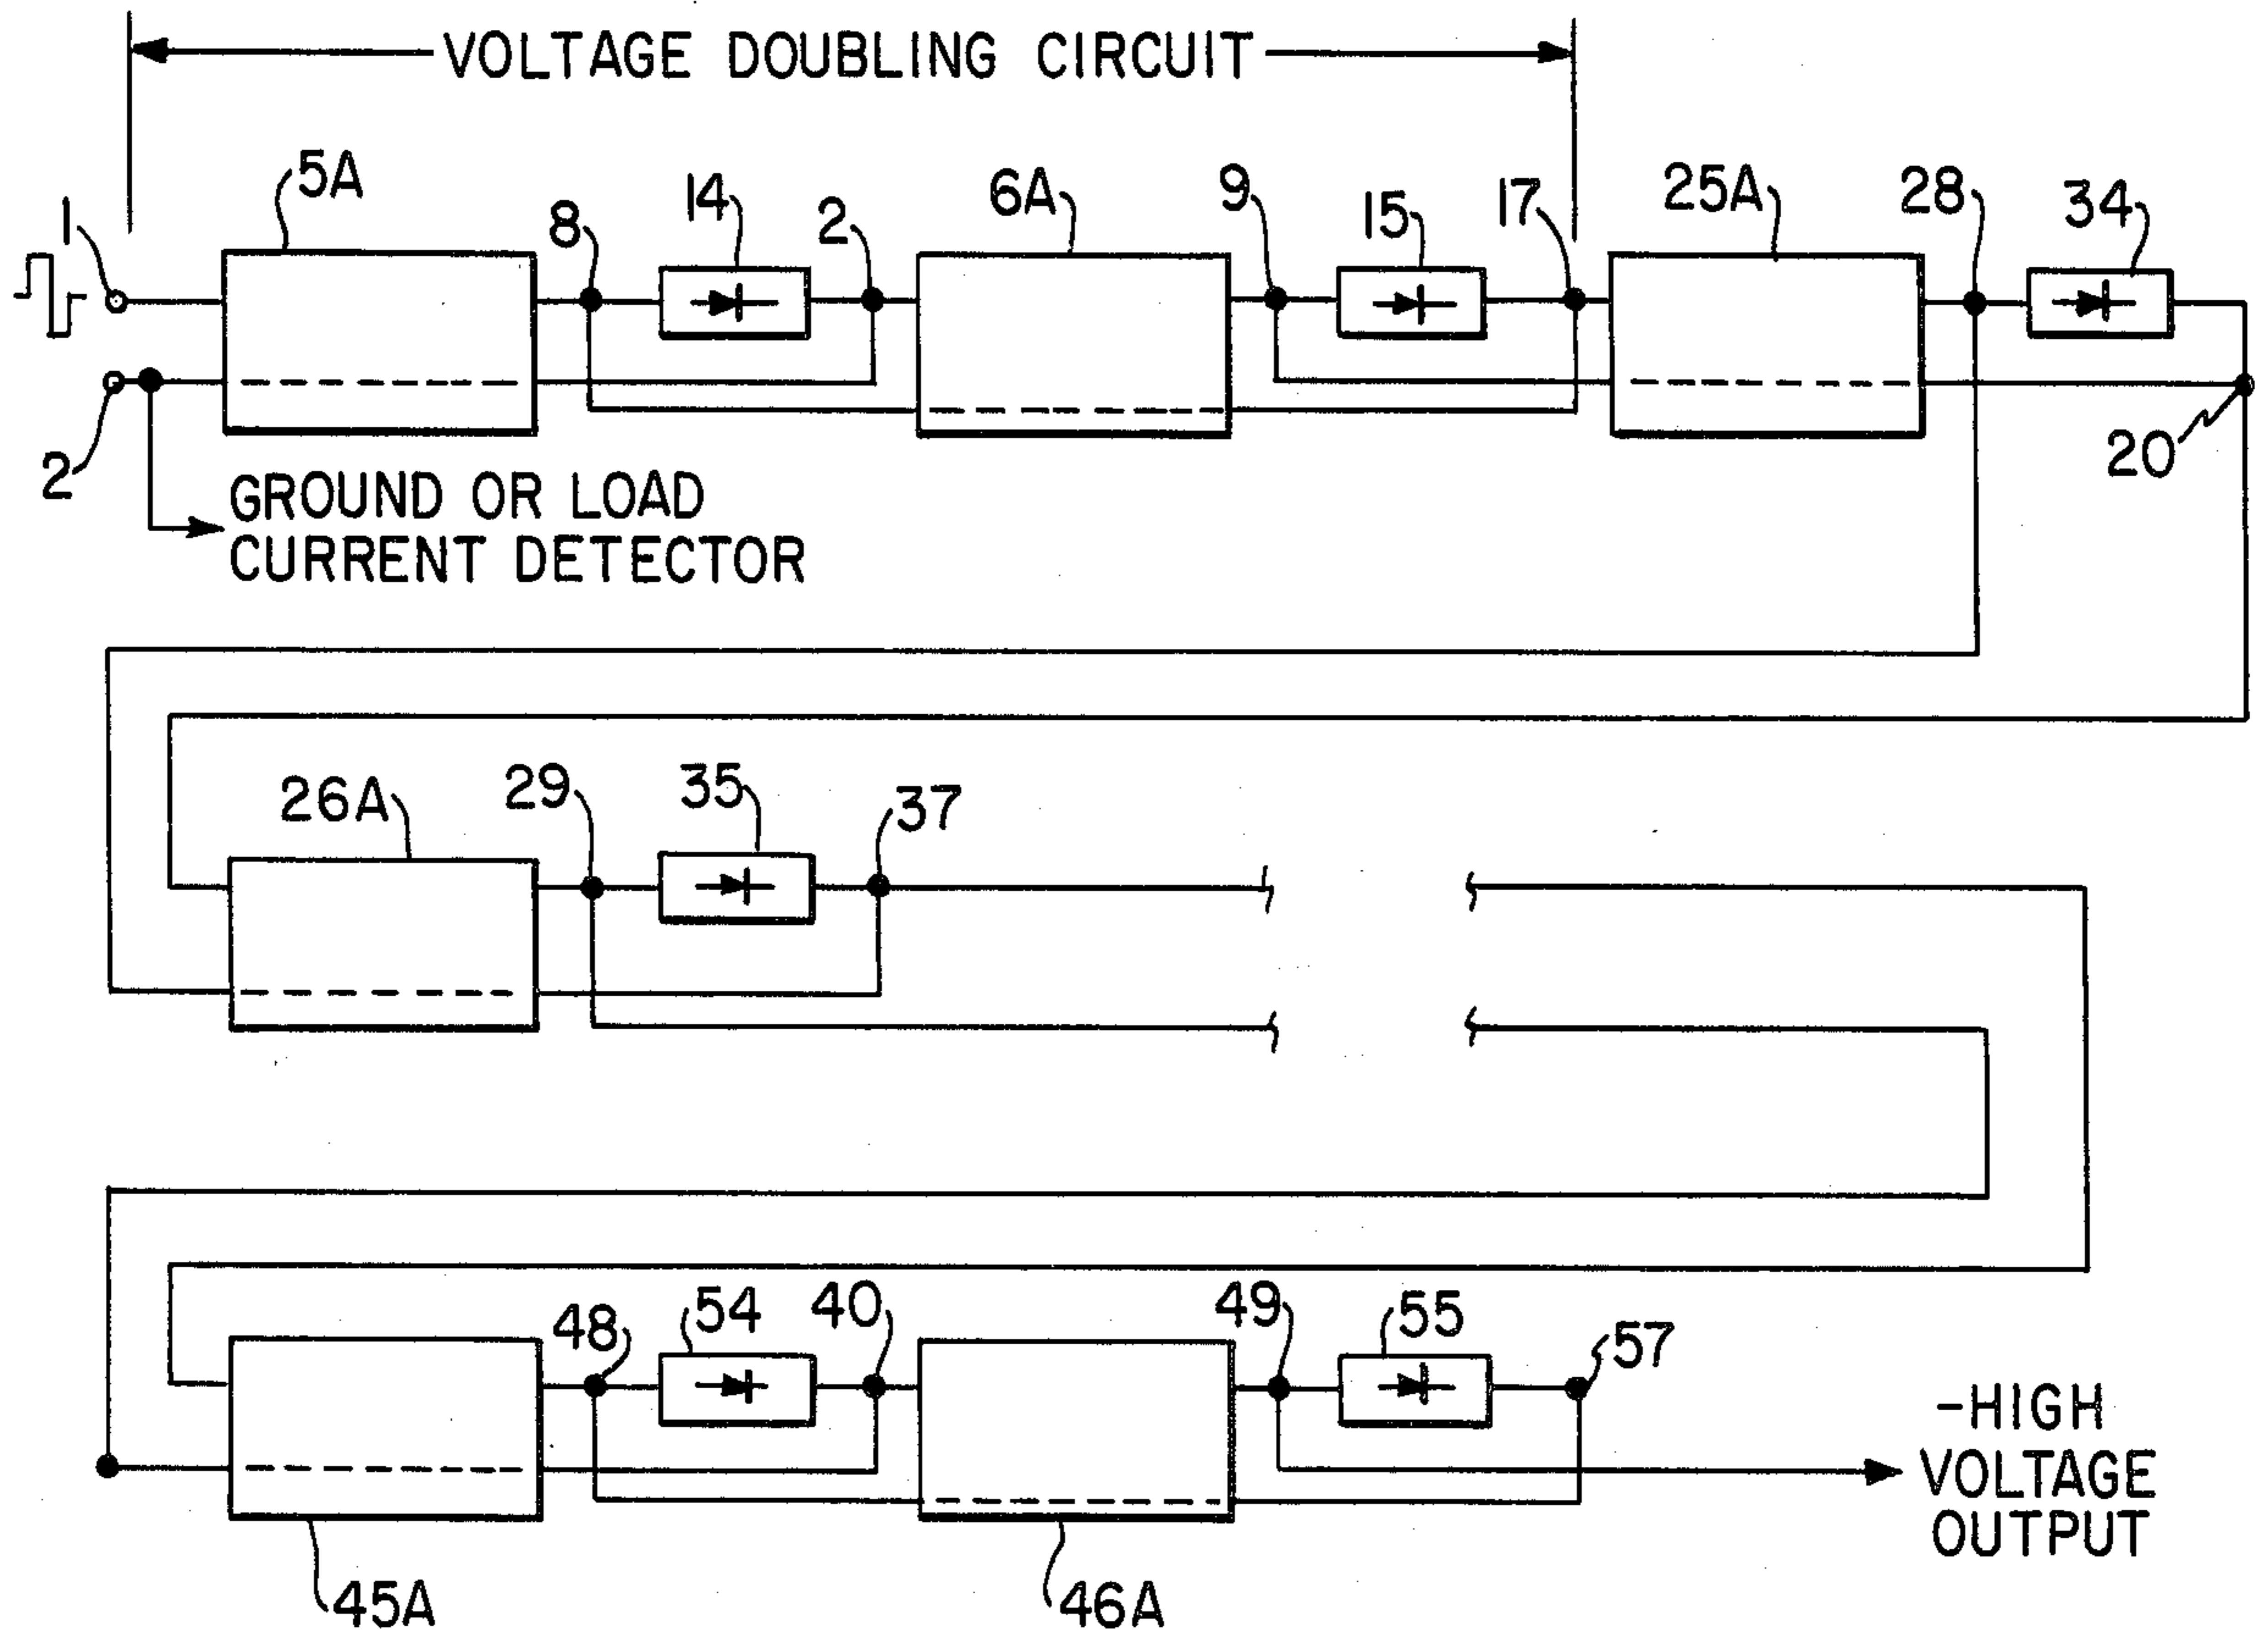 VOLTAGE DOUBLING CIRCUIT
5A
14
6A
9
15
17
25A
28
34
1
8
2
2
20
GROUND OR LOAD
CURRENT DETECTOR
26A
29
35
37
48
54
40
49
55
57
-HIGH
VOLTAGE
OUTPUT
45A
46A